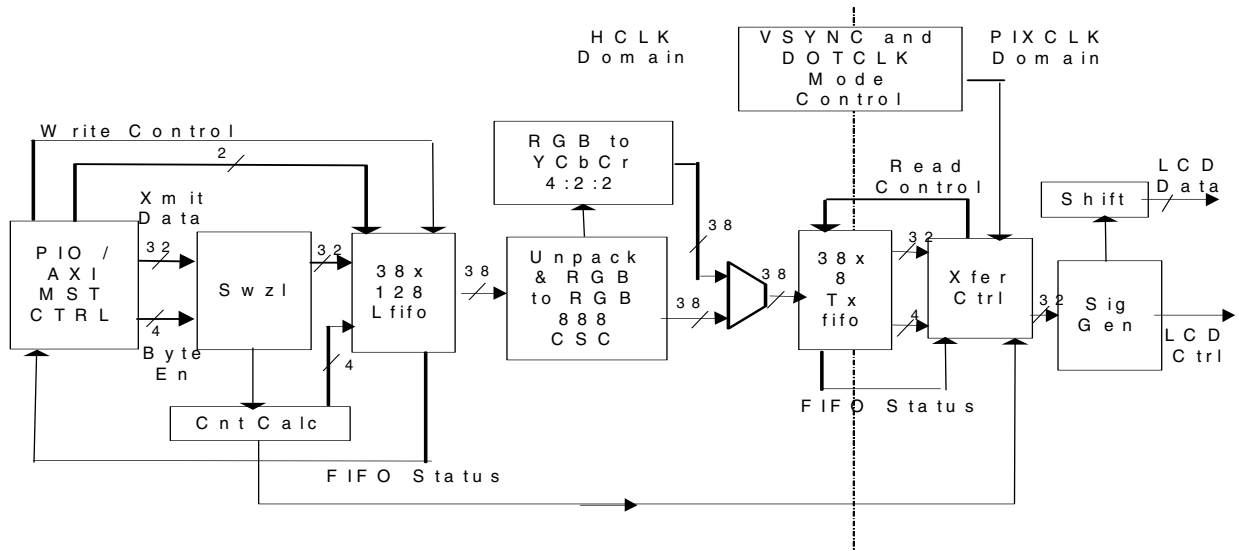 HCLK
Domain
VSYNC and
DOTCLK
Mode
Control
PIXCLK
Domain
Write Control
2
RGB to
YCbCr
4:2:2
Read
Control
LCD
Data
Shift
Xmit
Data
38
PIO /
AXI
MST
CTRL
32
Swzl
32
38x
128
Lfifo
38
Unpack
& RGB
to RGB
888
CSC
38
38
38x
8
Tx
fifo
32
Xfer
Ctrl
32
Sig
Gen
4
Byte
En
4
4
LCD
Ctrl
Cnt Calc
FIFO Status
FIFO Status